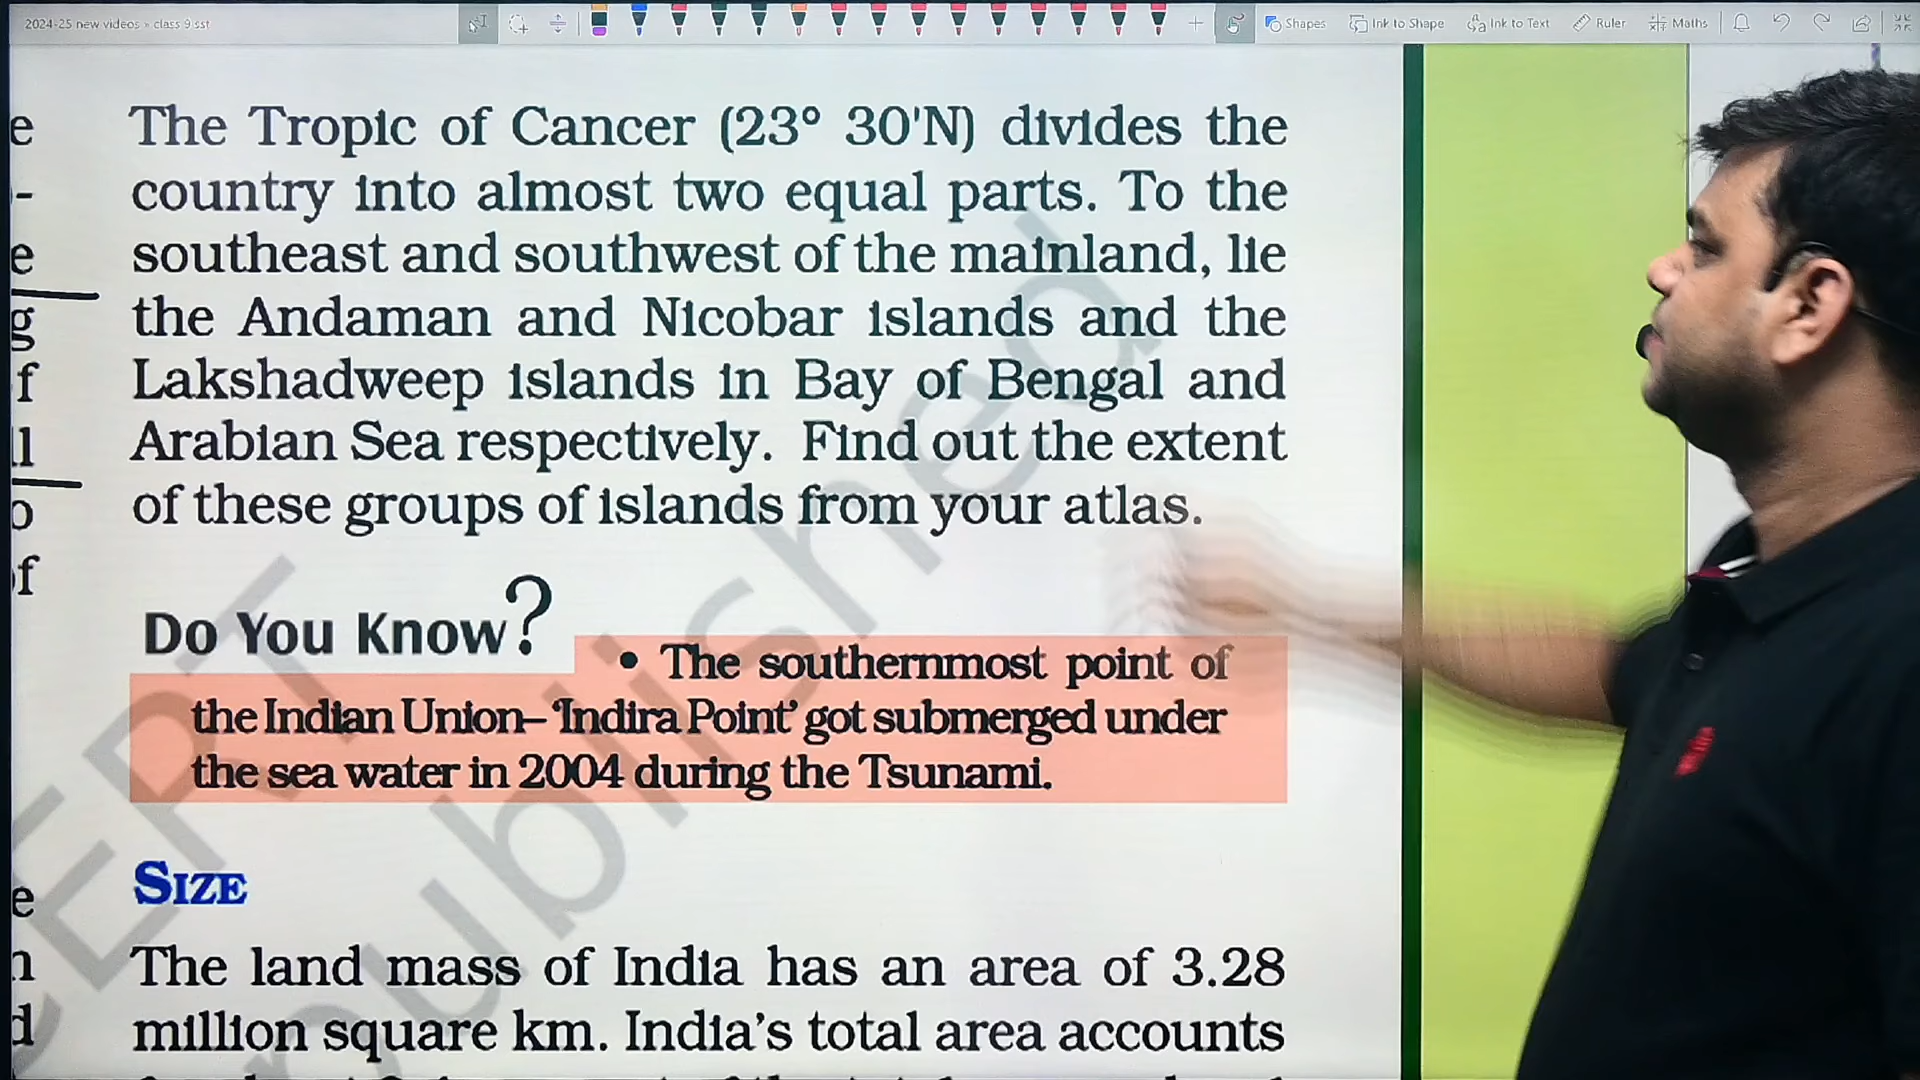 2024-25 new videos » class 9 sst
Shapes
Ink to Shape
Ink to Text
Ruler
Maths
The Tropic of Cancer (23° 30'N) divides the
country into almost two equal parts. To the
southeast and southwest of the mainland, lie
the Andaman and Nicobar islands and the
Lakshadweep islands in Bay of Bengal and
Arabian Sea respectively. Find out the extent
of these groups of islands from your atlas.
Do You Know?
• The southernmost point of
the Indian Union– 'Indira Point' got submerged under
the sea water in 2004 during the Tsunami.
SIZE
The land mass of India has an area of 3.28
million square km. India's total area accounts